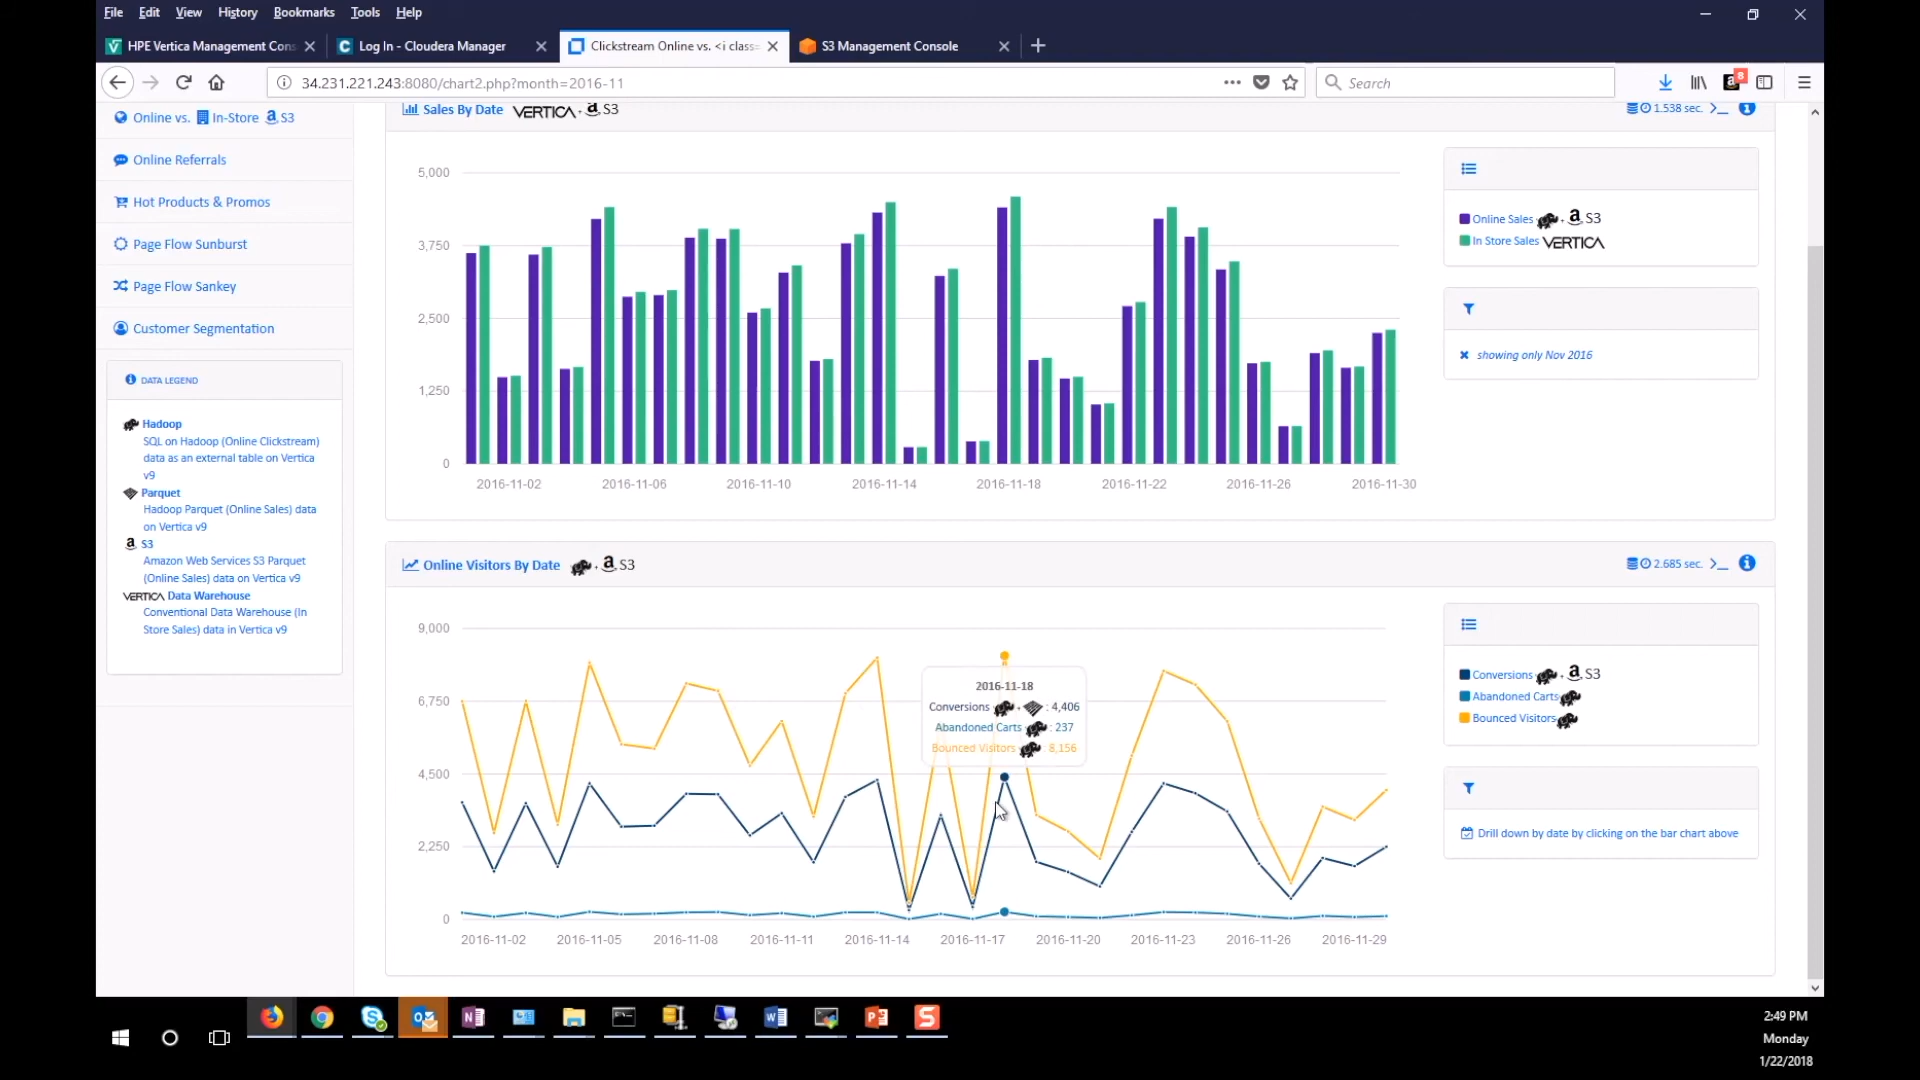 File Edit View History Bookmarks Tools Help
HPE Vertica Management Cons
Log In - Cloudera Manager
Clickstream Online vs. <i class=
S3 Management Console
34.231.221.243:8080/chart2.php?month=2016-11
Search
8
Online vs. In-Store S3
Online Referrals
Hot Products & Promos
Page Flow Sunburst
Page Flow Sankey
Customer Segmentation
DATA LEGEND
Hadoop
SQL on Hadoop (Online Clickstream)
data as an external table on Vertica
v9
Parquet
Hadoop Parquet (Online Sales) data
on Vertica v9
S3
Amazon Web Services S3 Parquet
(Online Sales) data on Vertica v9
VERTICA Data Warehouse
Conventional Data Warehouse (In
Store Sales) data in Vertica v9
Sales By Date VERTICA + S3
1.538 sec.
5,000
3,750
2,500
1,250
0
2016-11-02 2016-11-06 2016-11-10 2016-11-14 2016-11-18 2016-11-22 2016-11-26 2016-11-30
Online Sales + S3
In Store Sales VERTICA
showing only Nov 2016
Online Visitors By Date + S3
2.685 sec.
9,000
6,750
4,500
2,250
0
2016-11-18
Conversions + : 4,406
Abandoned Carts : 237
Bounced Visitors : 8,156
2016-11-02 2016-11-05 2016-11-08 2016-11-11 2016-11-14 2016-11-17 2016-11-20 2016-11-23 2016-11-26 2016-11-29
Conversions + S3
Abandoned Carts
Bounced Visitors
Drill down by date by clicking on the bar chart above
2:49 PM
Monday
1/22/2018